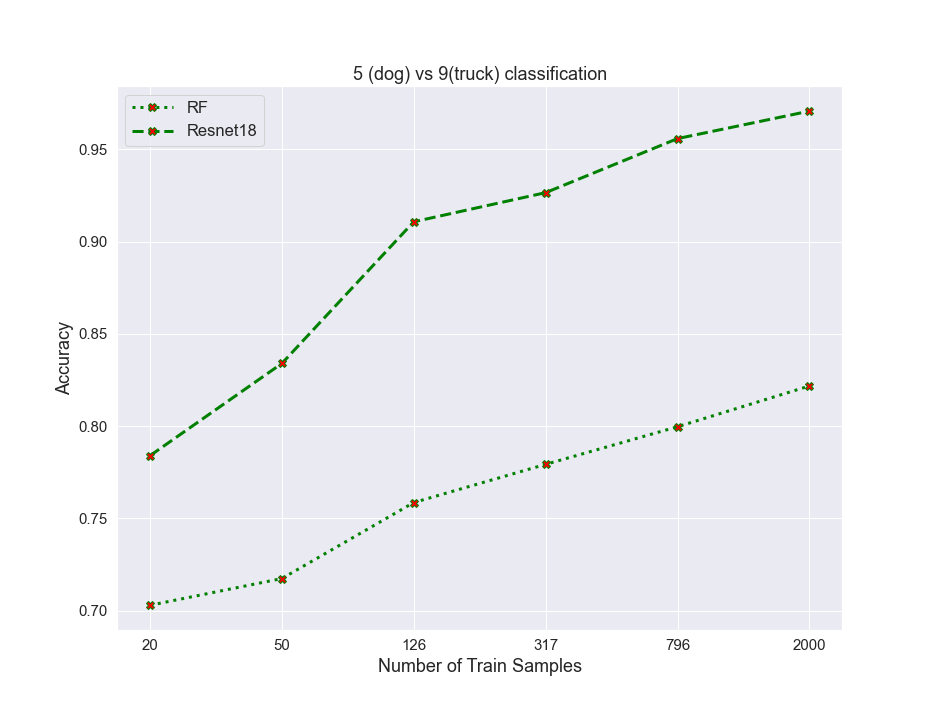 5 (dog) vs 9(truck) classification
RF
Resnet18
0.95
0.90
0.85
0.80
0.75
0.70
Accuracy
20 50 126 317 796 2000
Number of Train Samples